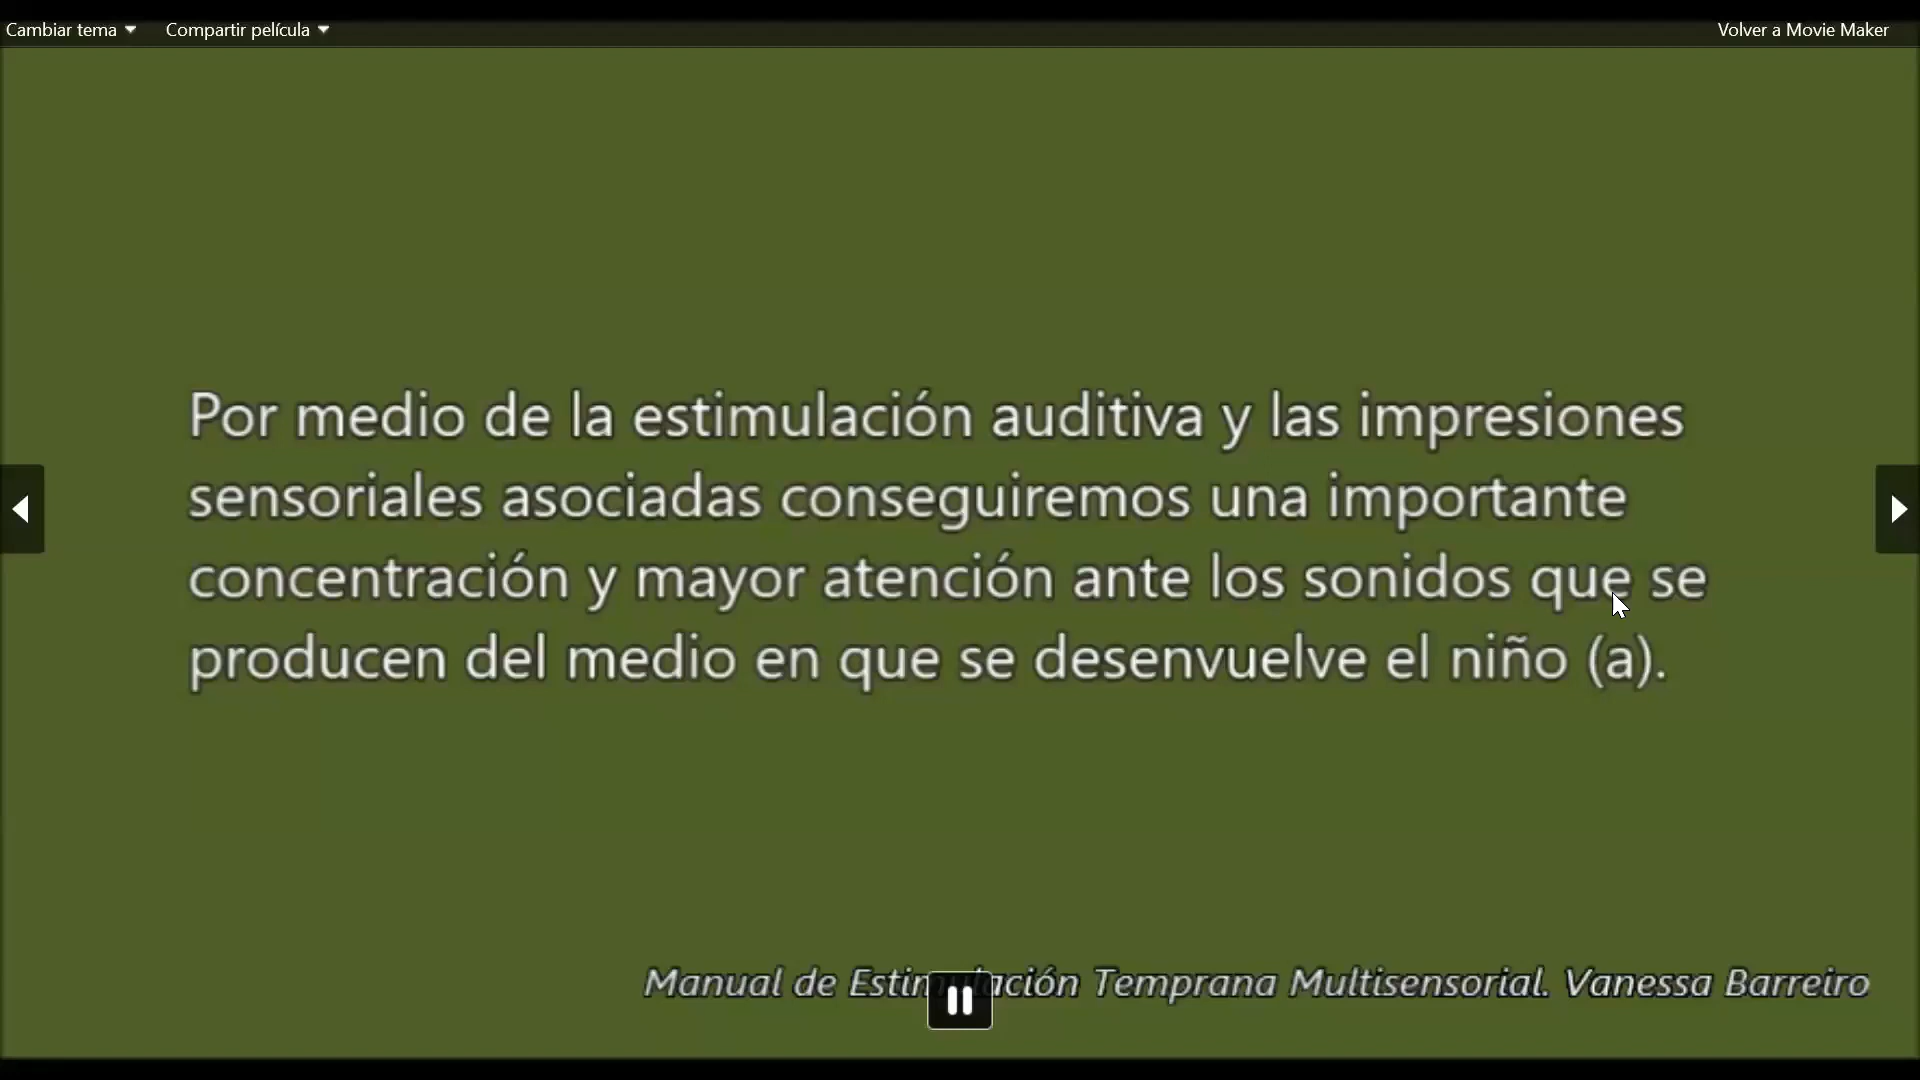 Cambiar tema Compartir película Volver a Movie Maker
Por medio de la estimulación auditiva y las impresiones
sensoriales asociadas conseguiremos una importante
concentración y mayor atención ante los sonidos que se
producen del medio en que se desenvuelve el niño (a).
Manual de Estimulación Temprana Multisensorial. Vanessa Barreiro